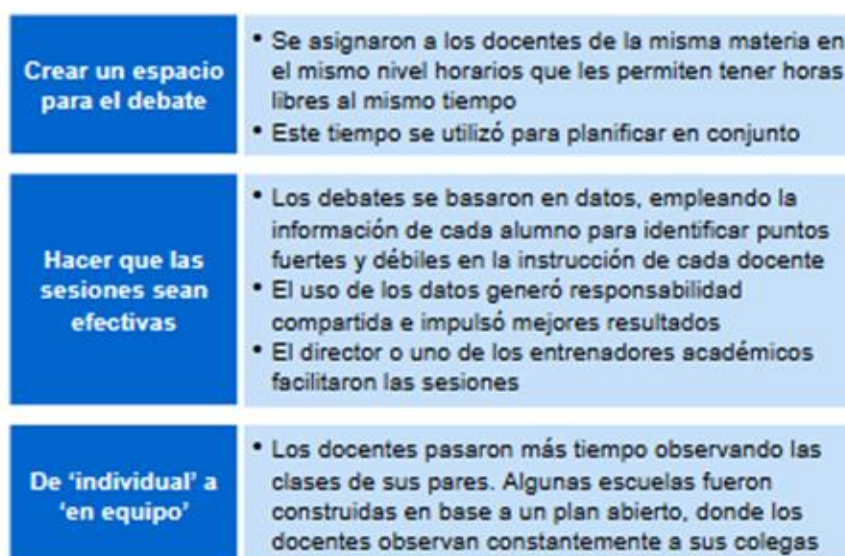 Crear un espacio
para el debate
• Se asignaron a los docentes de la misma materia en
el mismo nivel horarios que les permiten tener horas
libres al mismo tiempo
• Este tiempo se utilizó para planificar en conjunto
Hacer que las
sesiones sean
efectivas
• Los debates se basaron en datos, empleando la
información de cada alumno para identificar puntos
fuertes y débiles en la instrucción de cada docente
• El uso de los datos generó responsabilidad
compartida e impulsó mejores resultados
• El director o uno de los entrenadores académicos
facilitaron las sesiones
De ‘individual’ a
‘en equipo’
• Los docentes pasaron más tiempo observando las
clases de sus pares. Algunas escuelas fueron
construidas en base a un plan abierto, donde los
docentes observan constantemente a sus colegas